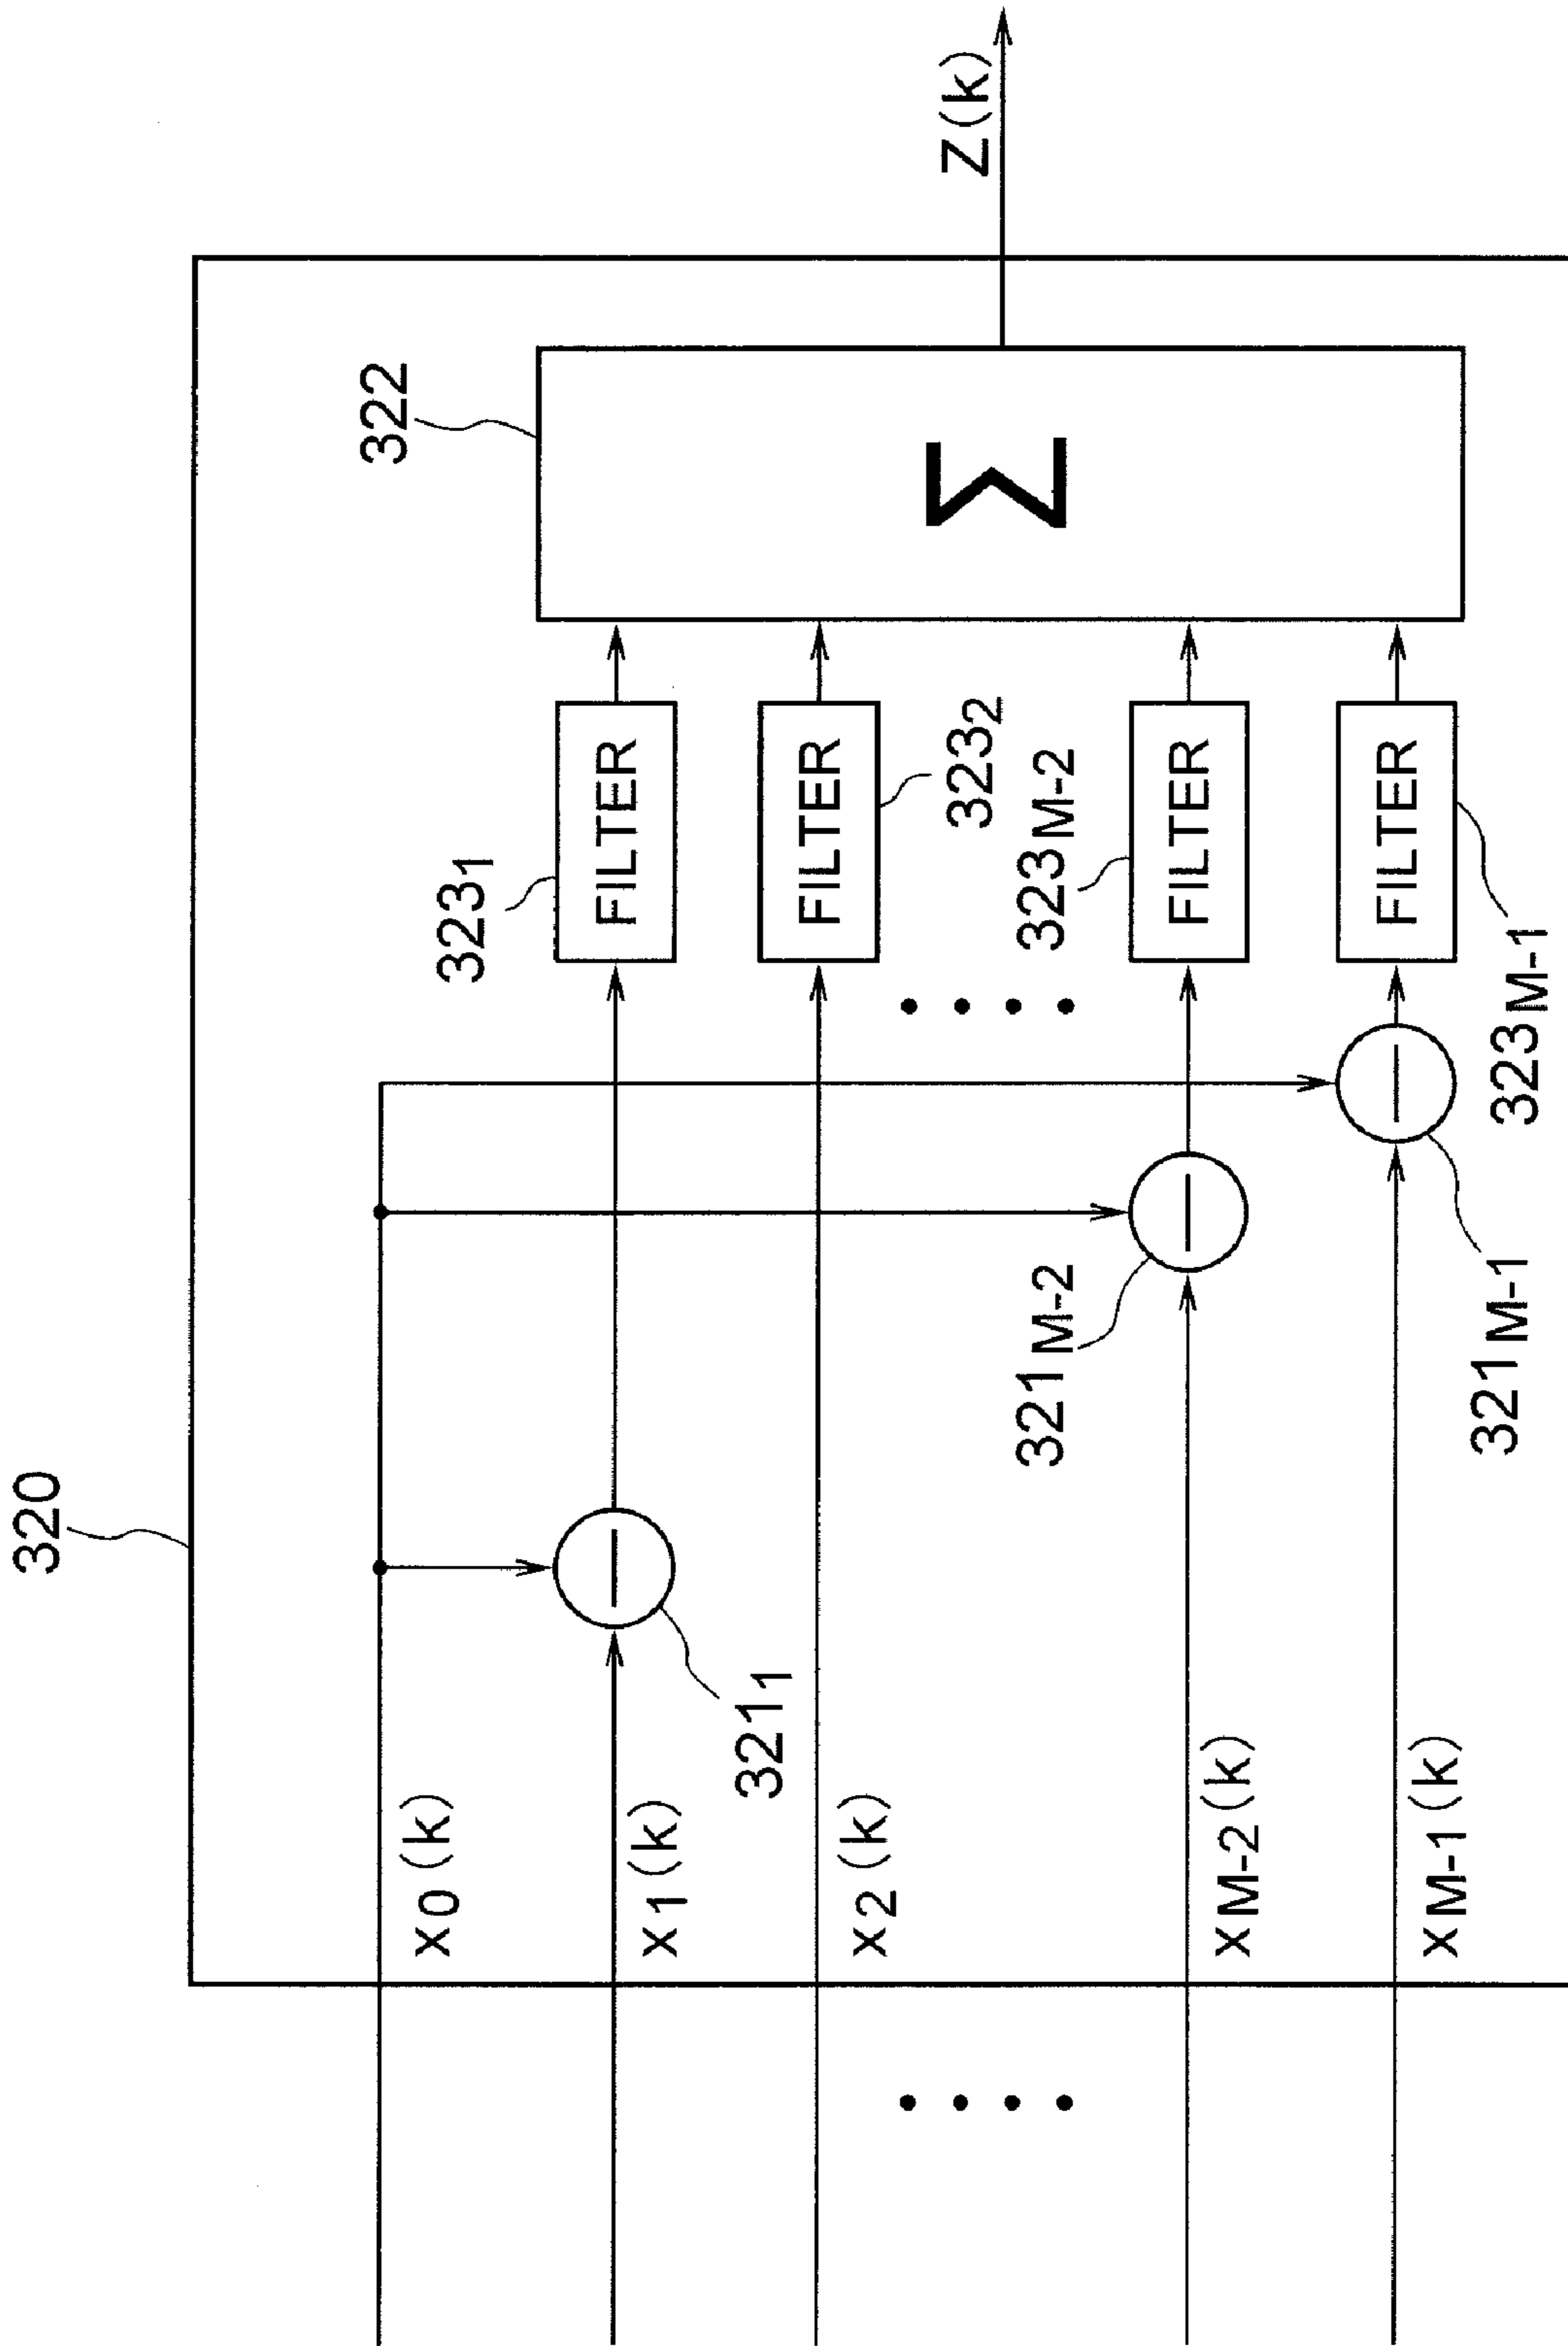 320
322
Z(k)
Σ
323₁
FILTER
FILTER
323₂
323M-2
FILTER
FILTER
323M-1
321₁
321M-2
321M-1
x₀(k)
x₁(k)
x₂(k)
xM-2(k)
xM-1(k)